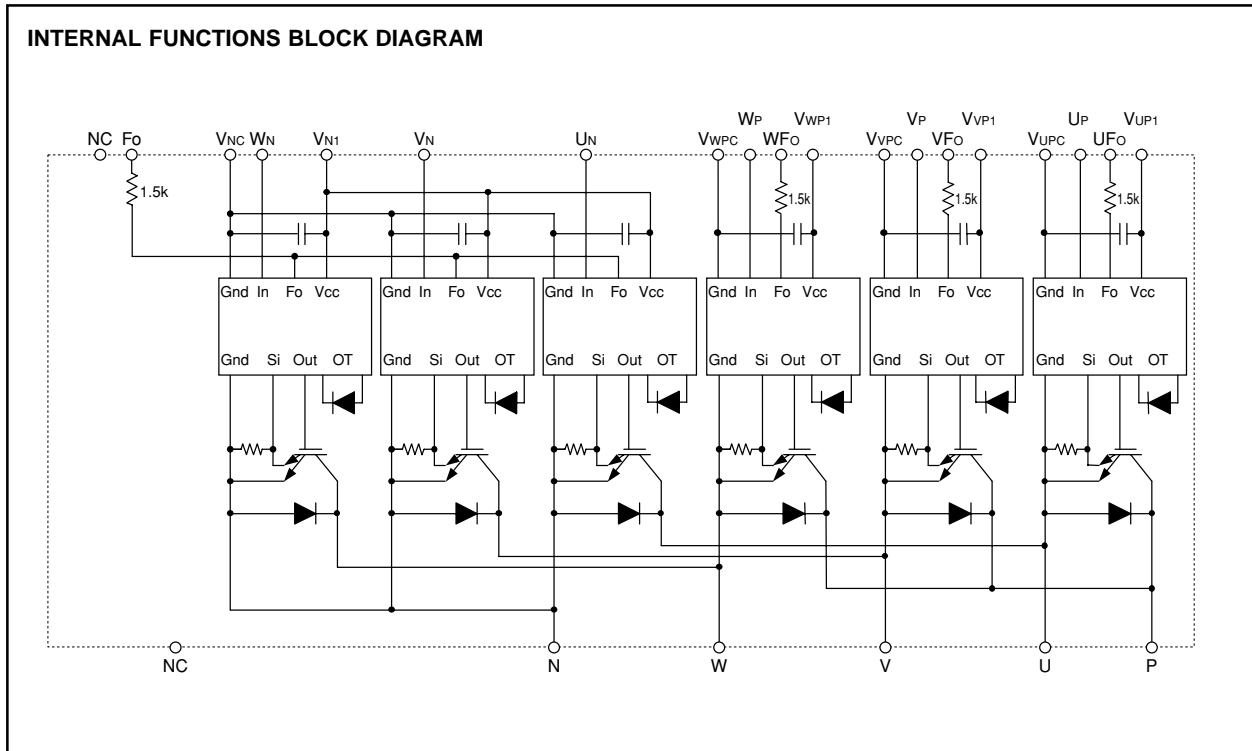 INTERNAL FUNCTIONS BLOCK DIAGRAM
WP VWP1 VP VVP1 UP VUP1
NC FO VNC WN VN1 VN UN VWPC WFO VVPC VFO VUPC UFO
1.5k 1.5k 1.5k 1.5k
Gnd In Fo Vcc Gnd In Fo Vcc Gnd In Fo Vcc Gnd In Fo Vcc Gnd In Fo Vcc Gnd In Fo Vcc
Gnd Si Out OT Gnd Si Out OT Gnd Si Out OT Gnd Si Out OT Gnd Si Out OT Gnd Si Out OT
NC N W V U P